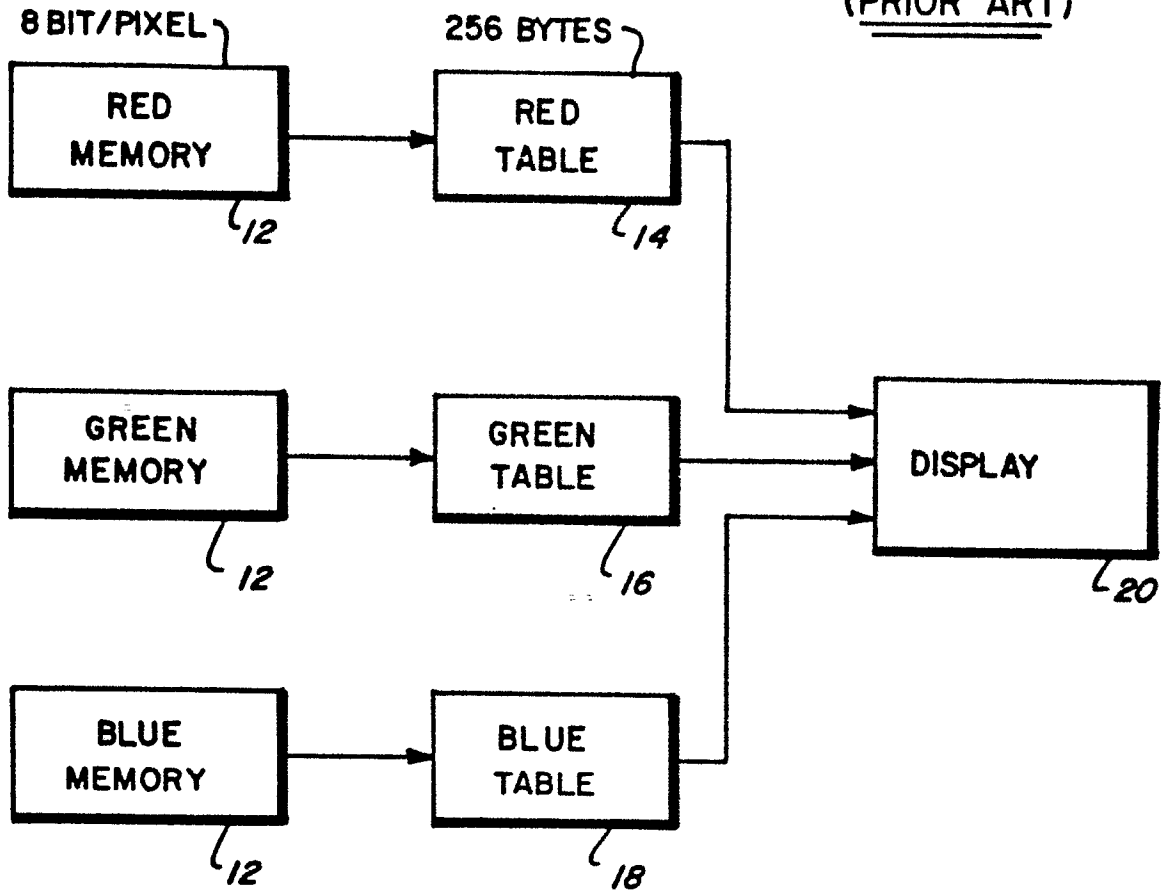 (PRIOR ART)
8 BIT/PIXEL
256 BYTES
RED
MEMORY
12
RED
TABLE
14
GREEN
MEMORY
12
GREEN
TABLE
16
DISPLAY
20
BLUE
MEMORY
12
BLUE
TABLE
18